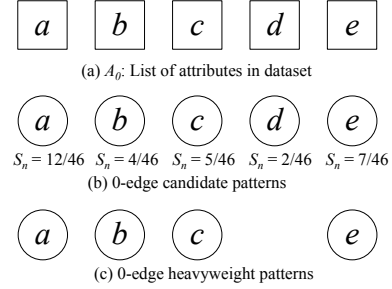 a b c d e
(a) A₀: List of attributes in dataset
a b c d e
Sₙ = 12/46 Sₙ = 4/46 Sₙ = 5/46 Sₙ = 2/46 Sₙ = 7/46
(b) 0-edge candidate patterns
a b c e
(c) 0-edge heavyweight patterns